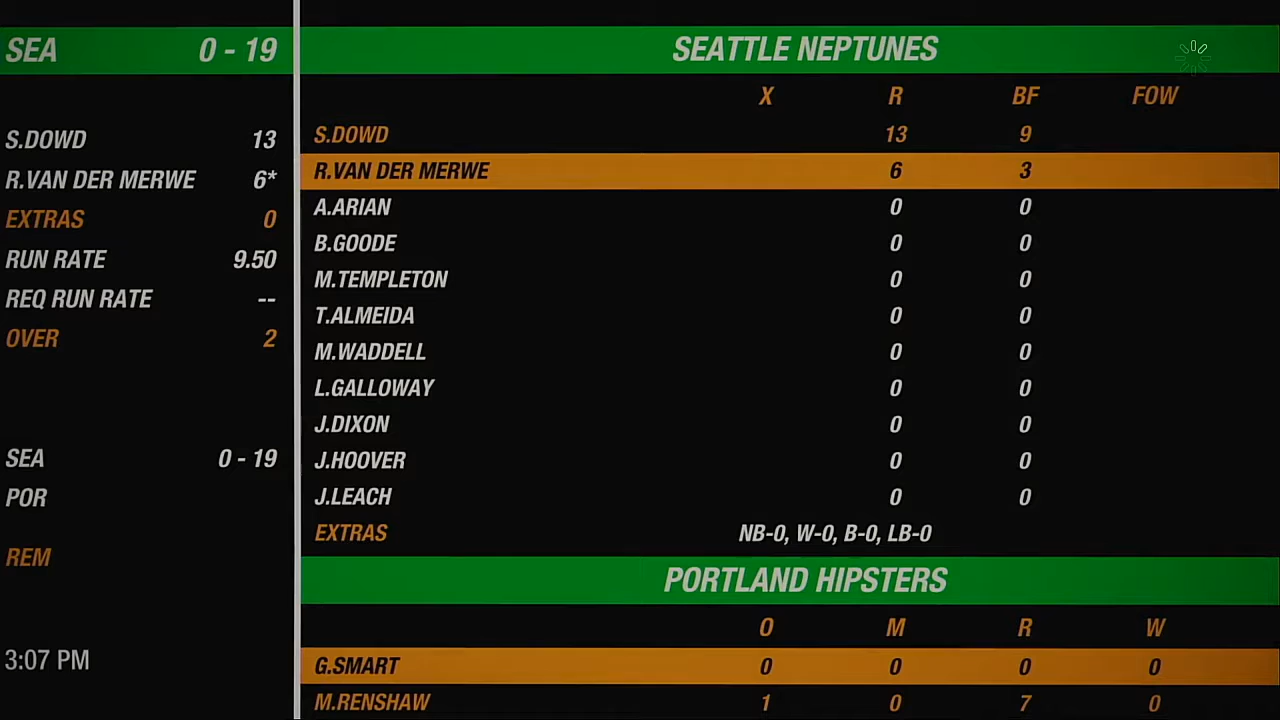 SEA 0 - 19
S.DOWD 13
R.VAN DER MERWE 6*
EXTRAS 0
RUN RATE 9.50
REQ RUN RATE --
OVER 2
SEA 0 - 19
POR
REM
3:07 PM
SEATTLE NEPTUNES
X R BF FOW
S.DOWD 13 9
R.VAN DER MERWE 6 3
A.ARIAN 0 0
B.GOODE 0 0
M.TEMPLETON 0 0
T.ALMEIDA 0 0
M.WADDELL 0 0
L.GALLOWAY 0 0
J.DIXON 0 0
J.HOOVER 0 0
J.LEACH 0 0
EXTRAS NB-0, W-0, B-0, LB-0
PORTLAND HIPSTERS
O M R W
G.SMART 0 0 0 0
M.RENSHAW 1 0 7 0